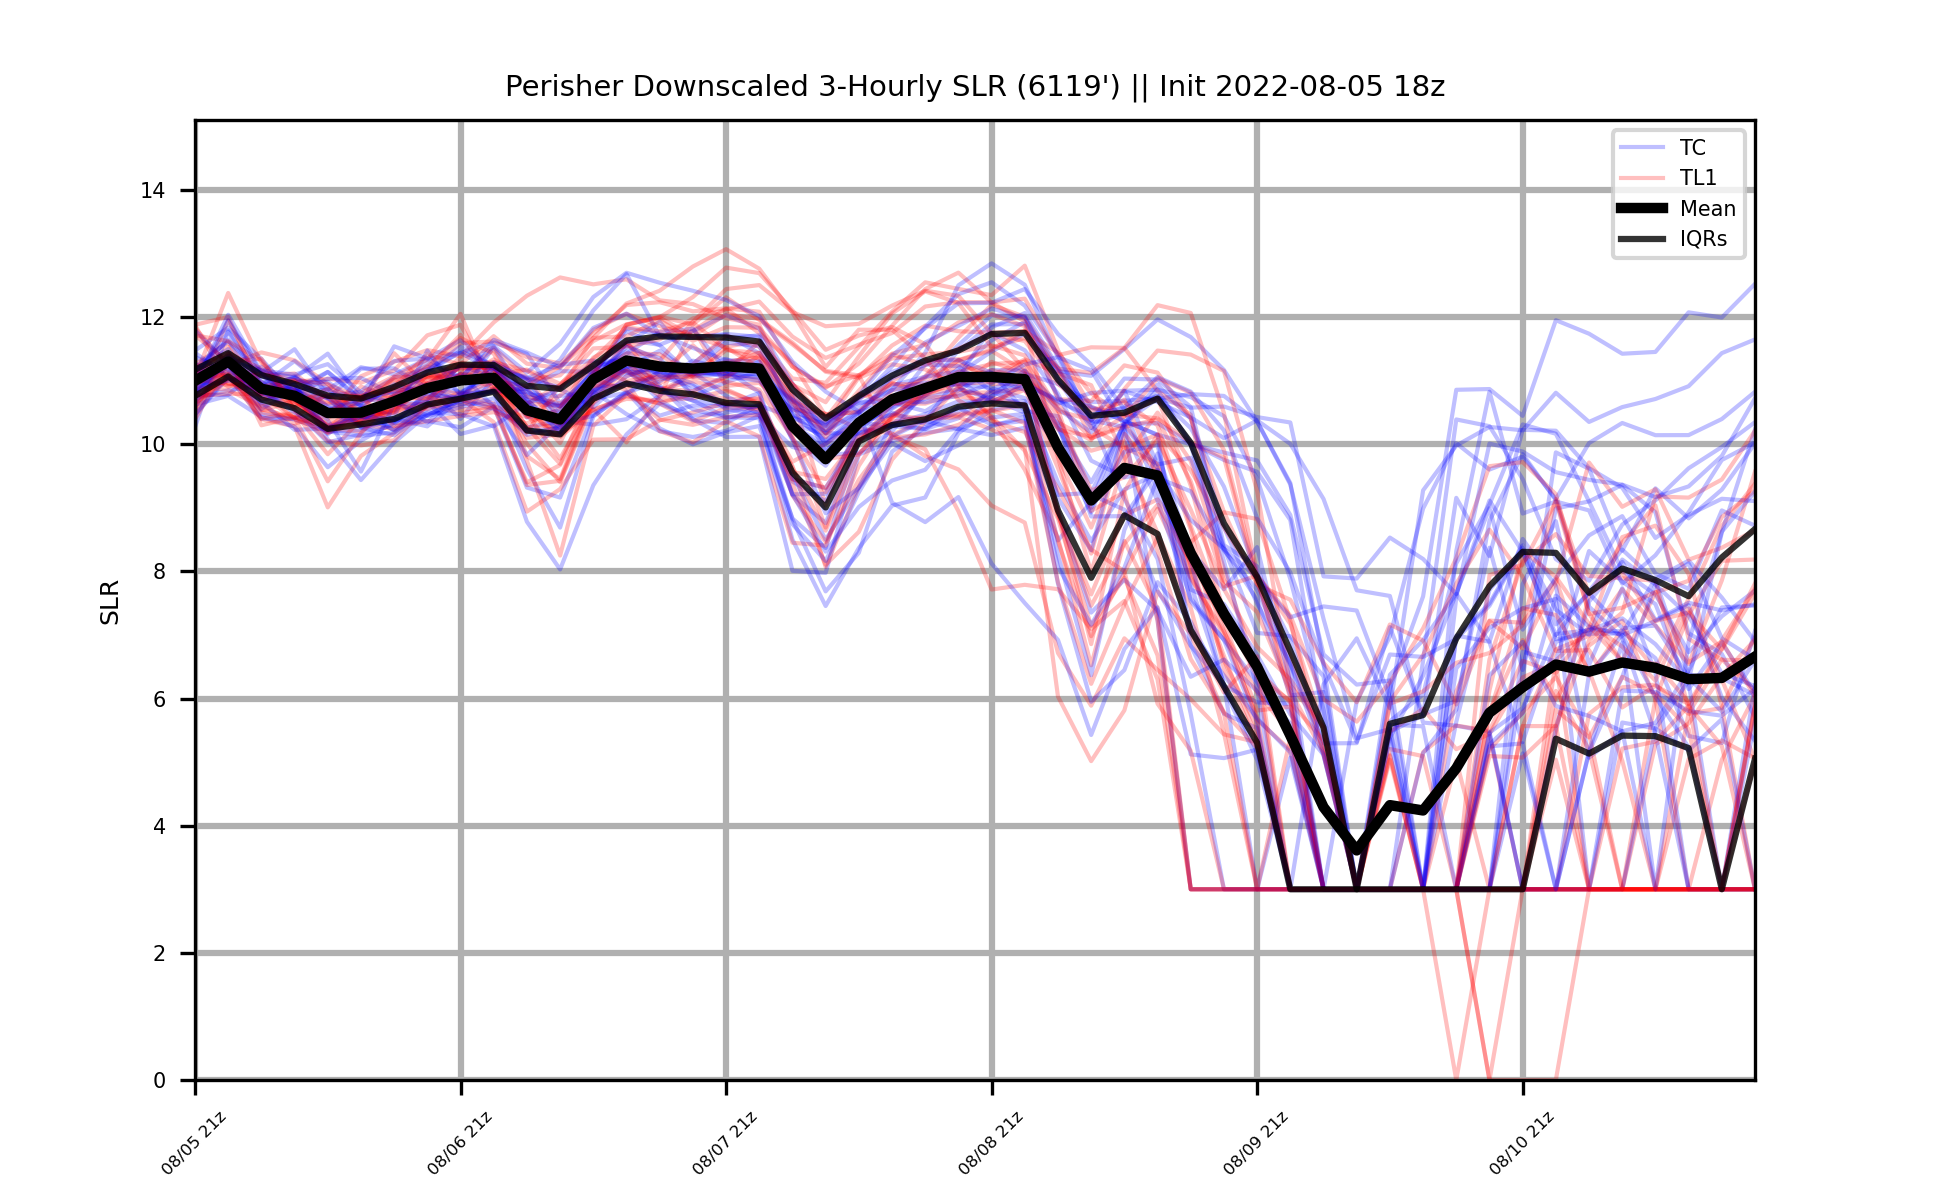 Perisher Downscaled 3-Hourly SLR (6119') || Init 2022-08-05 18z
TC
TL1
Mean
IQRs
14
12
10
8
6
4
2
0
SLR
08/05 21z
08/06 21z
08/07 21z
08/08 21z
08/09 21z
08/10 21z